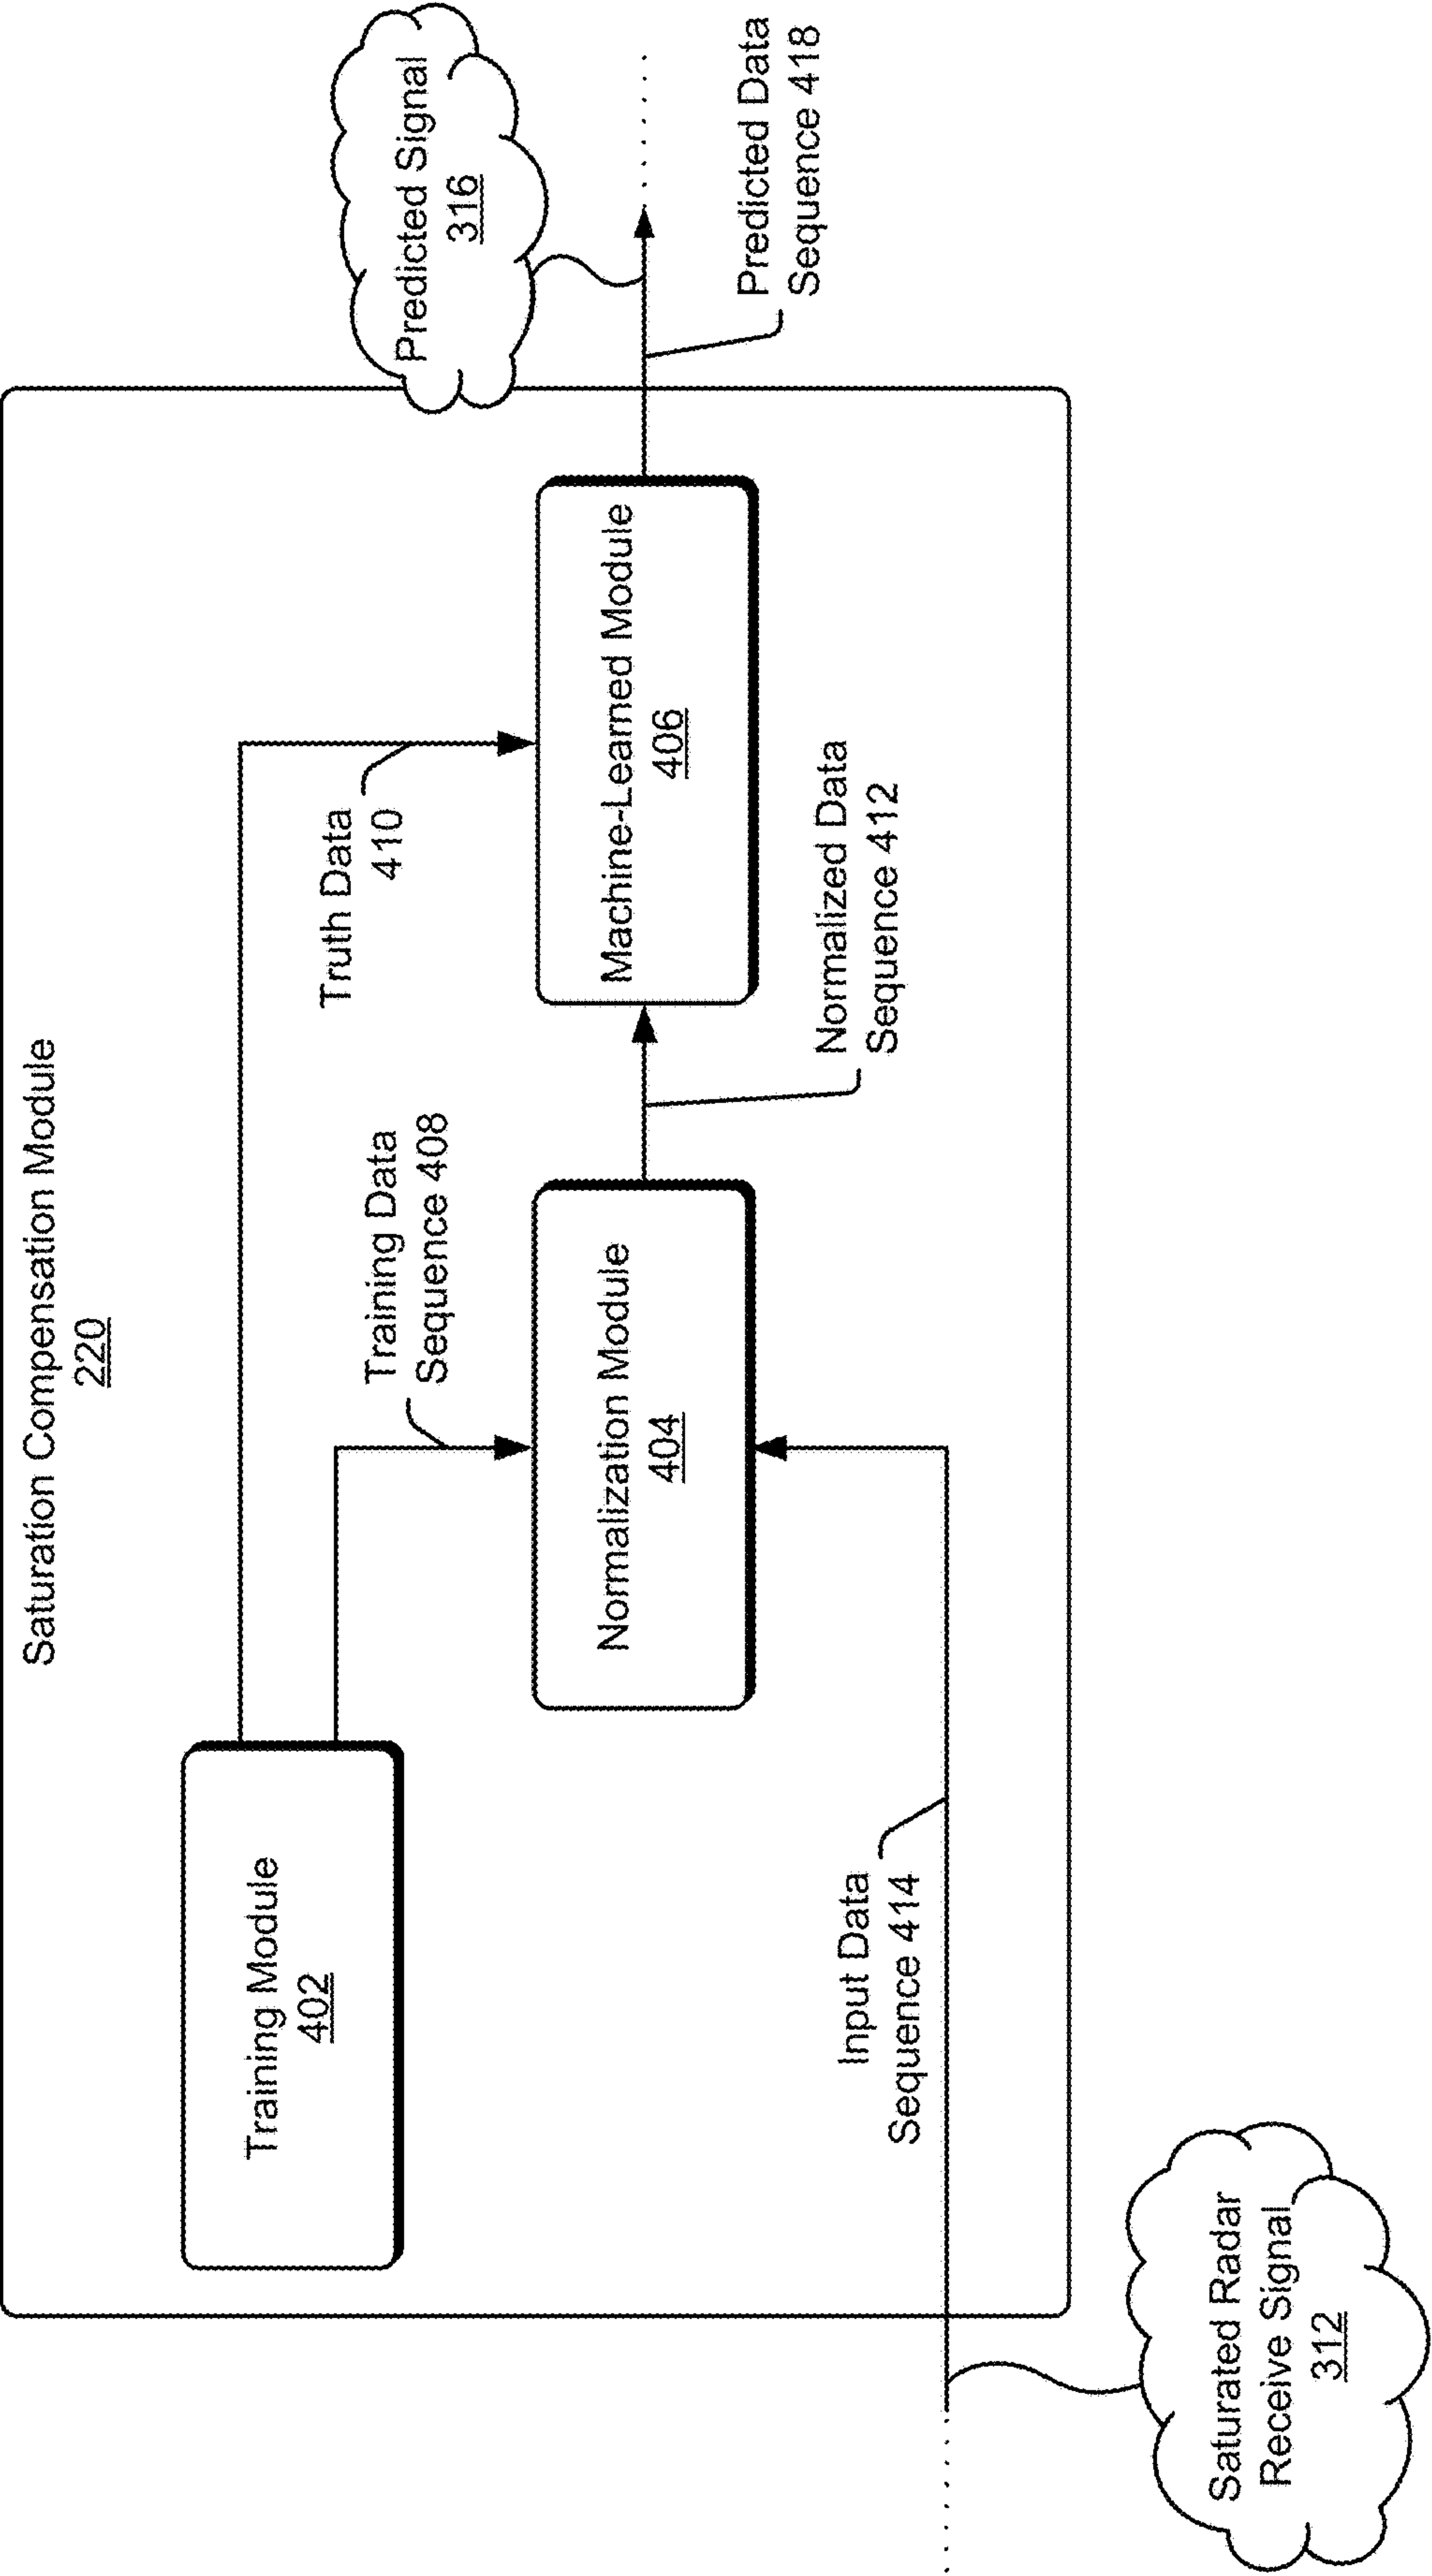 Saturation Compensation Module
220
Training Module
402
Truth Data
410
Training Data
Sequence 408
Normalization Module
404
Machine-Learned Module
406
Normalized Data
Sequence 412
Input Data
Sequence 414
Saturated Radar
Receive Signal
312
Predicted Signal
316
Predicted Data
Sequence 418